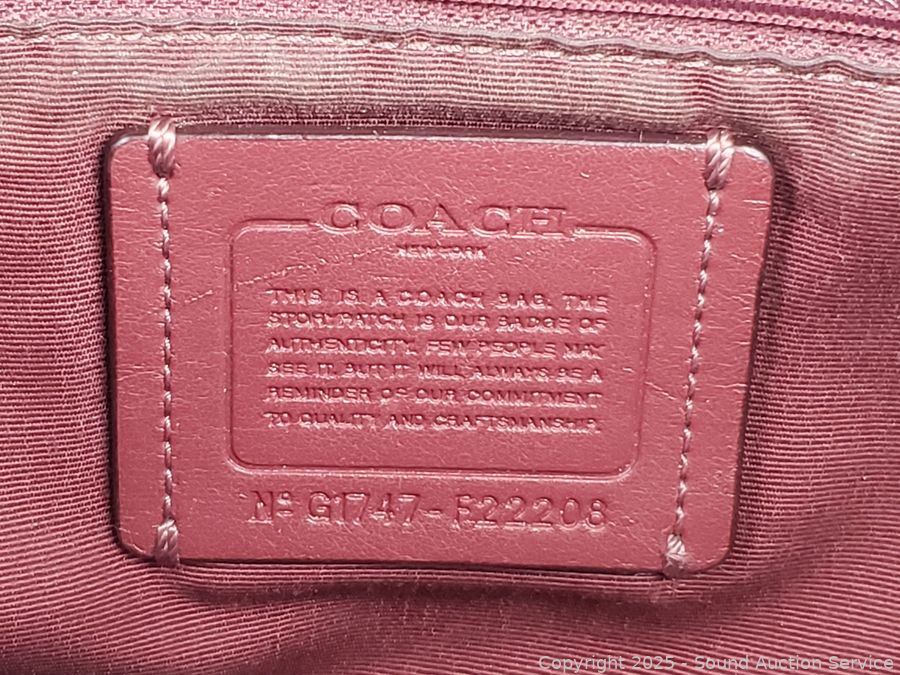 COACH
NEW YORK
THIS IS A COACH BAG. THE
STORYPATCH IS OUR BADGE OF
AUTHENTICITY. FEW PEOPLE MAY
SEE IT, BUT IT WILL ALWAYS BE A
REMINDER OF OUR COMMITMENT
TO QUALITY AND CRAFTSMANSHIP.
Nº G1747-F22208
Copyright 2025 - Sound Auction Service